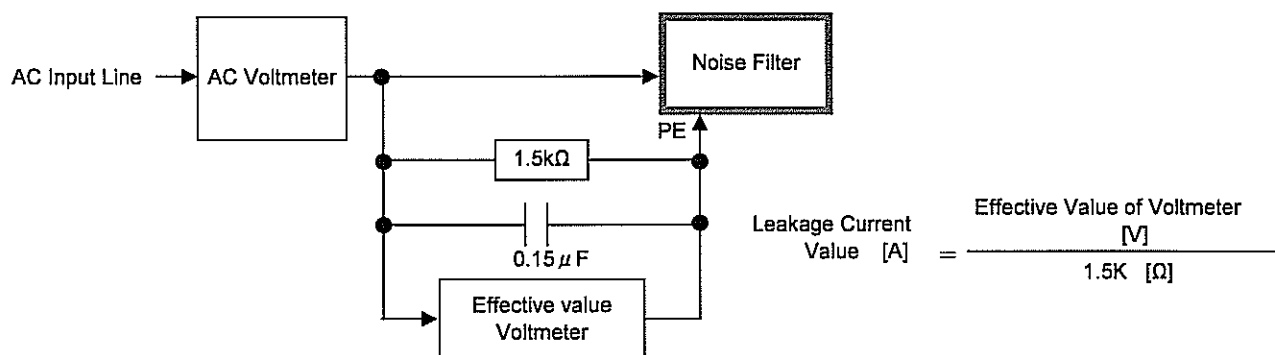 AC Input Line
AC Voltmeter
Noise Filter
PE
1.5kΩ
0.15μF
Effective value
Voltmeter
Leakage Current
Value [A]
=
Effective Value of Voltmeter
[V]
1.5K [Ω]